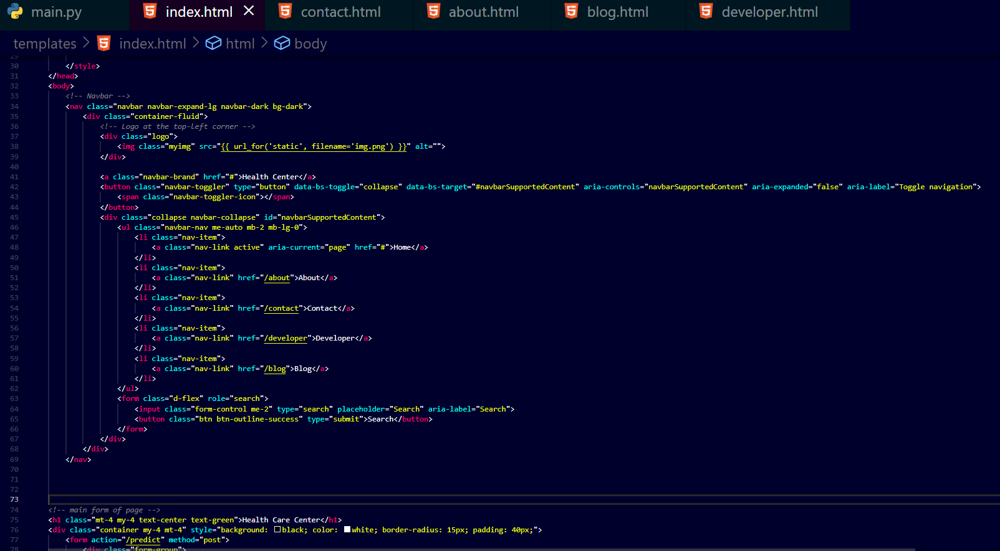 main.py index.html contact.html about.html blog.html developer.html
templates > index.html > html > body
29
30 </style>
31 </head>
32 <body>
33 <!-- Navbar -->
34 <nav class="navbar navbar-expand-lg navbar-dark bg-dark">
35 <div class="container-fluid">
36 <!-- Logo at the top-left corner -->
37 <div class="logo">
38 <img class="myimg" src="{{ url_for('static', filename='img.png') }}" alt="">
39 </div>
40
41 <a class="navbar-brand" href="#">Health Center</a>
42 <button class="navbar-toggler" type="button" data-bs-toggle="collapse" data-bs-target="#navbarSupportedContent" aria-controls="navbarSupportedContent" aria-expanded="false" aria-label="Toggle navigation">
43 <span class="navbar-toggler-icon"></span>
44 </button>
45 <div class="collapse navbar-collapse" id="navbarSupportedContent">
46 <ul class="navbar-nav me-auto mb-2 mb-lg-0">
47 <li class="nav-item">
48 <a class="nav-link active" aria-current="page" href="#">Home</a>
49 </li>
50 <li class="nav-item">
51 <a class="nav-link" href="/about">About</a>
52 </li>
53 <li class="nav-item">
54 <a class="nav-link" href="/contact">Contact</a>
55 </li>
56 <li class="nav-item">
57 <a class="nav-link" href="/developer">Developer</a>
58 </li>
59 <li class="nav-item">
60 <a class="nav-link" href="/blog">Blog</a>
61 </li>
62 </ul>
63 <form class="d-flex" role="search">
64 <input class="form-control me-2" type="search" placeholder="Search" aria-label="Search">
65 <button class="btn btn-outline-success" type="submit">Search</button>
66 </form>
67 </div>
68 </div>
69 </nav>
70
71
72
73
74 <!-- main form of page -->
75 <h1 class="mt-4 my-4 text-center text-green">Health Care Center</h1>
76 <div class="container my-4 mt-4" style="background: black; color: white; border-radius: 15px; padding: 40px;">
77 <form action="/predict" method="post">
78 <div class="form-group">